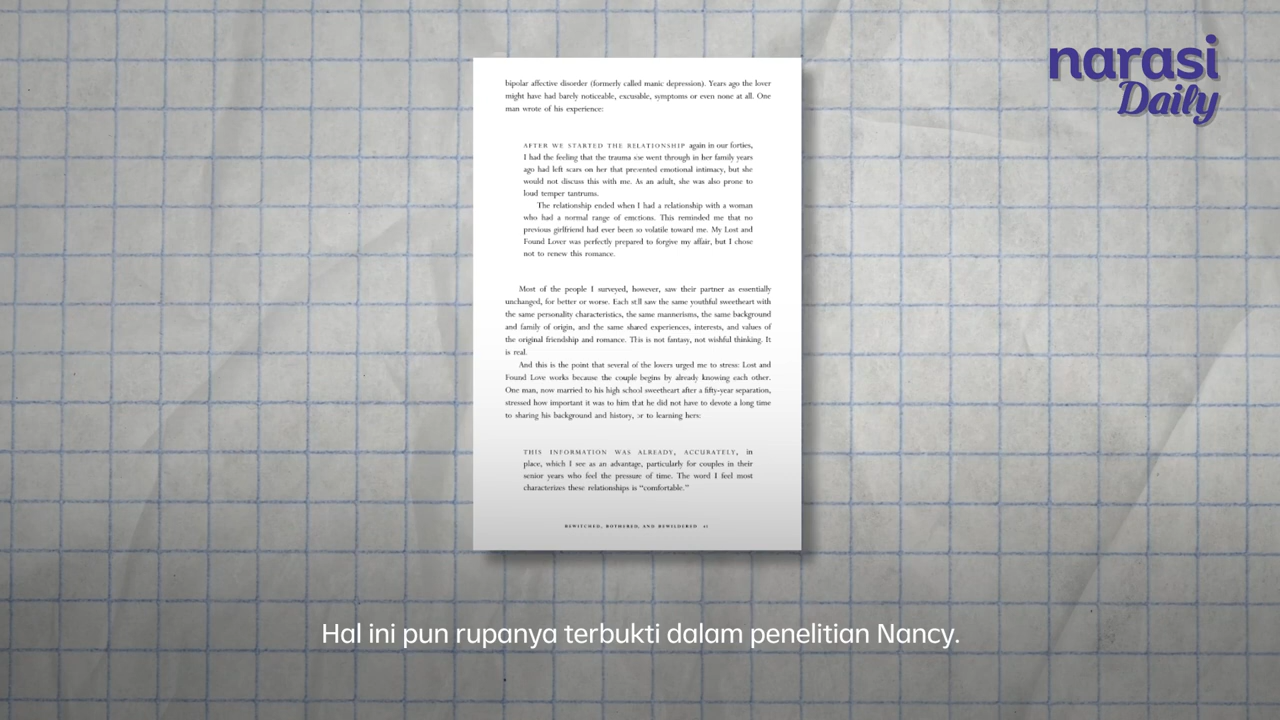 narasi
Daily
bipolar affective disorder (formerly called manic depression). Years ago the lover
might have had barely noticeable, excusable, symptoms or even none at all. One
man wrote of his experience:
AFTER WE STARTED THE RELATIONSHIP again in our forties,
I had the feeling that the trauma she went through in her family years
ago had left scars on her that prevented emotional intimacy, but she
would not discuss this with me. As an adult, she was also prone to
loud temper tantrums.
The relationship ended when I had a relationship with a woman
who had a normal range of emotions. This reminded me that no
previous girlfriend had ever been so volatile toward me. My Lost and
Found Lover was perfectly prepared to forgive my affair, but I chose
not to renew this romance.
Most of the people I surveyed, however, saw their partner as essentially
unchanged, for better or worse. Each still saw the same youthful sweetheart with
the same personality characteristics, the same mannerisms, the same background
and family of origin, and the same shared experiences, interests, and values of
the original friendship and romance. This is not fantasy, not wishful thinking. It
is real.
And this is the point that several of the lovers urged me to stress: Lost and
Found Love works because the couple begins by already knowing each other.
One man, now married to his high school sweetheart after a fifty-year separation,
stressed how important it was to him that he did not have to devote a long time
to sharing his background and history, or to learning hers:
THIS INFORMATION WAS ALREADY, ACCURATELY, in
place, which I see as an advantage, particularly for couples in their
senior years who feel the pressure of time. The word I feel most
characterizes these relationships is “comfortable.”
BEWITCHED, BOTHERED, AND BEWILDERED
Hal ini pun rupanya terbukti dalam penelitian Nancy.